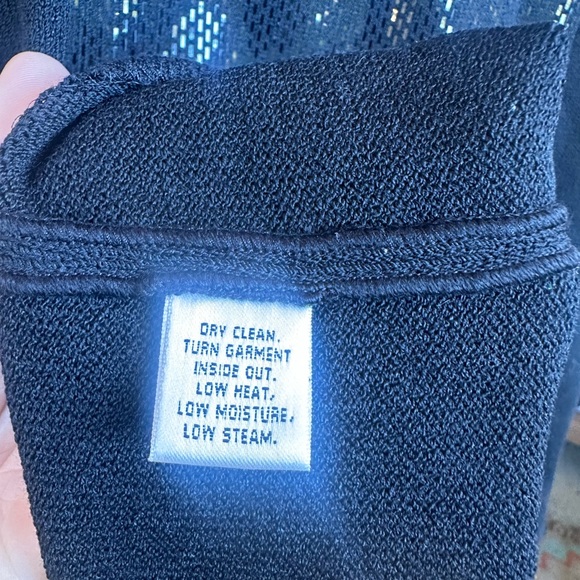 DRY CLEAN.
TURN GARMENT
INSIDE OUT.
LOW HEAT,
LOW MOISTURE,
LOW STEAM.